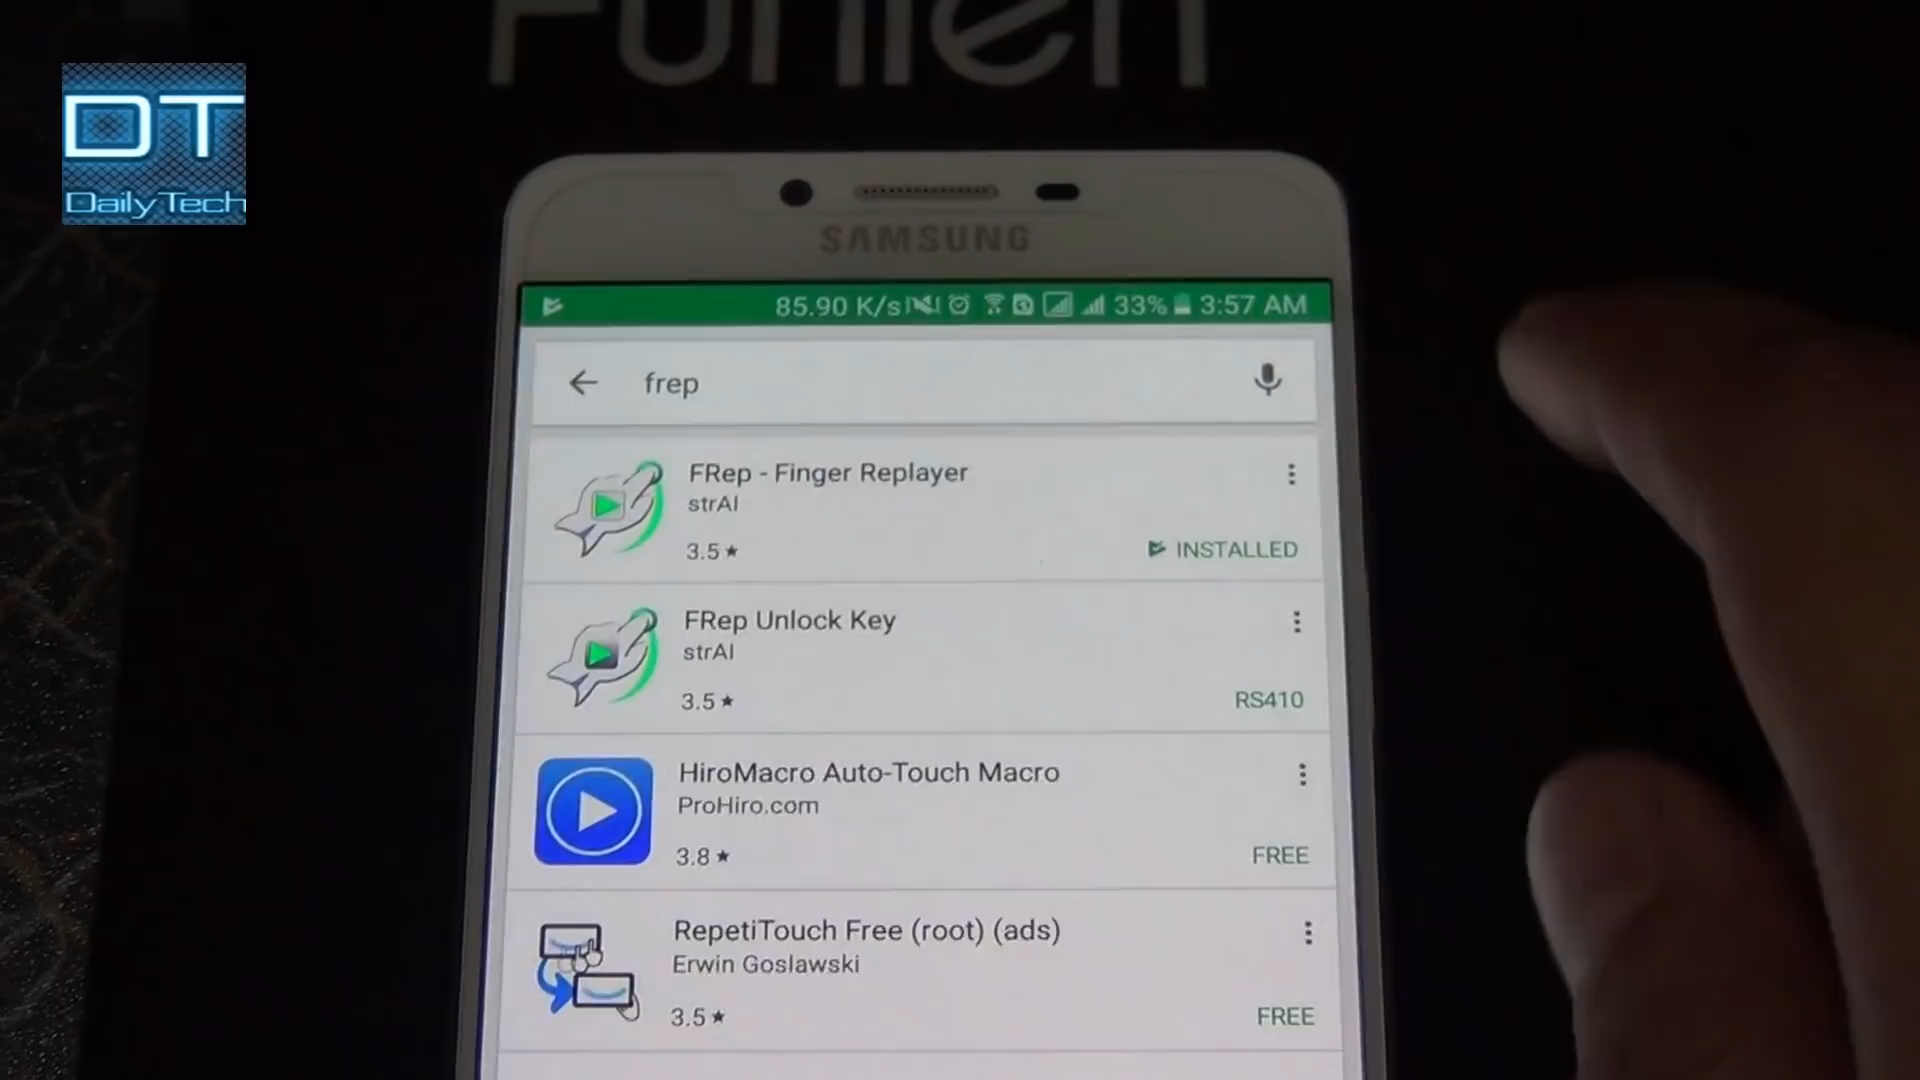 DT
DailyTech
SAMSUNG
85.90 K/s 33% 3:57 AM
frep
FRep - Finger Replayer
strAI
3.5★
INSTALLED
FRep Unlock Key
strAI
3.5★
RS410
HiroMacro Auto-Touch Macro
ProHiro.com
3.8★
FREE
RepetiTouch Free (root) (ads)
Erwin Goslawski
3.5★
FREE